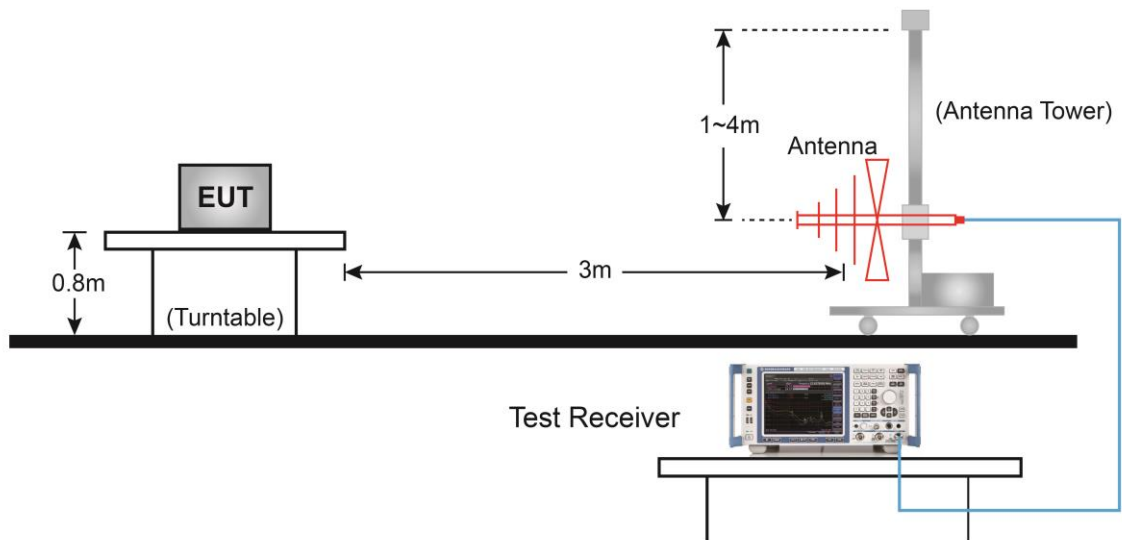 1~4m
(Antenna Tower)
Antenna
EUT
3m
0.8m
(Turntable)
Test Receiver